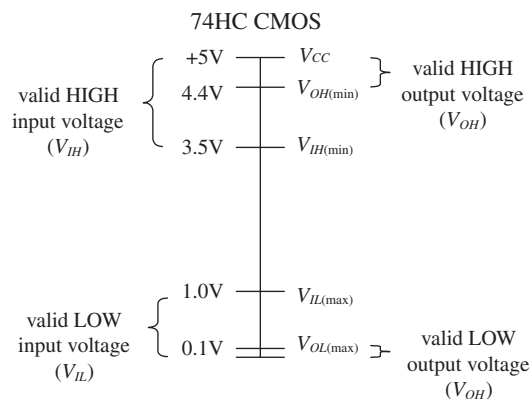 74HC CMOS
+5V
VCC
valid HIGH
input voltage
(VIH)
4.4V
VOH(min)
valid HIGH
output voltage
(VOH)
3.5V
VIH(min)
1.0V
VIL(max)
valid LOW
input voltage
(VIL)
0.1V
VOL(max)
valid LOW
output voltage
(VOH)